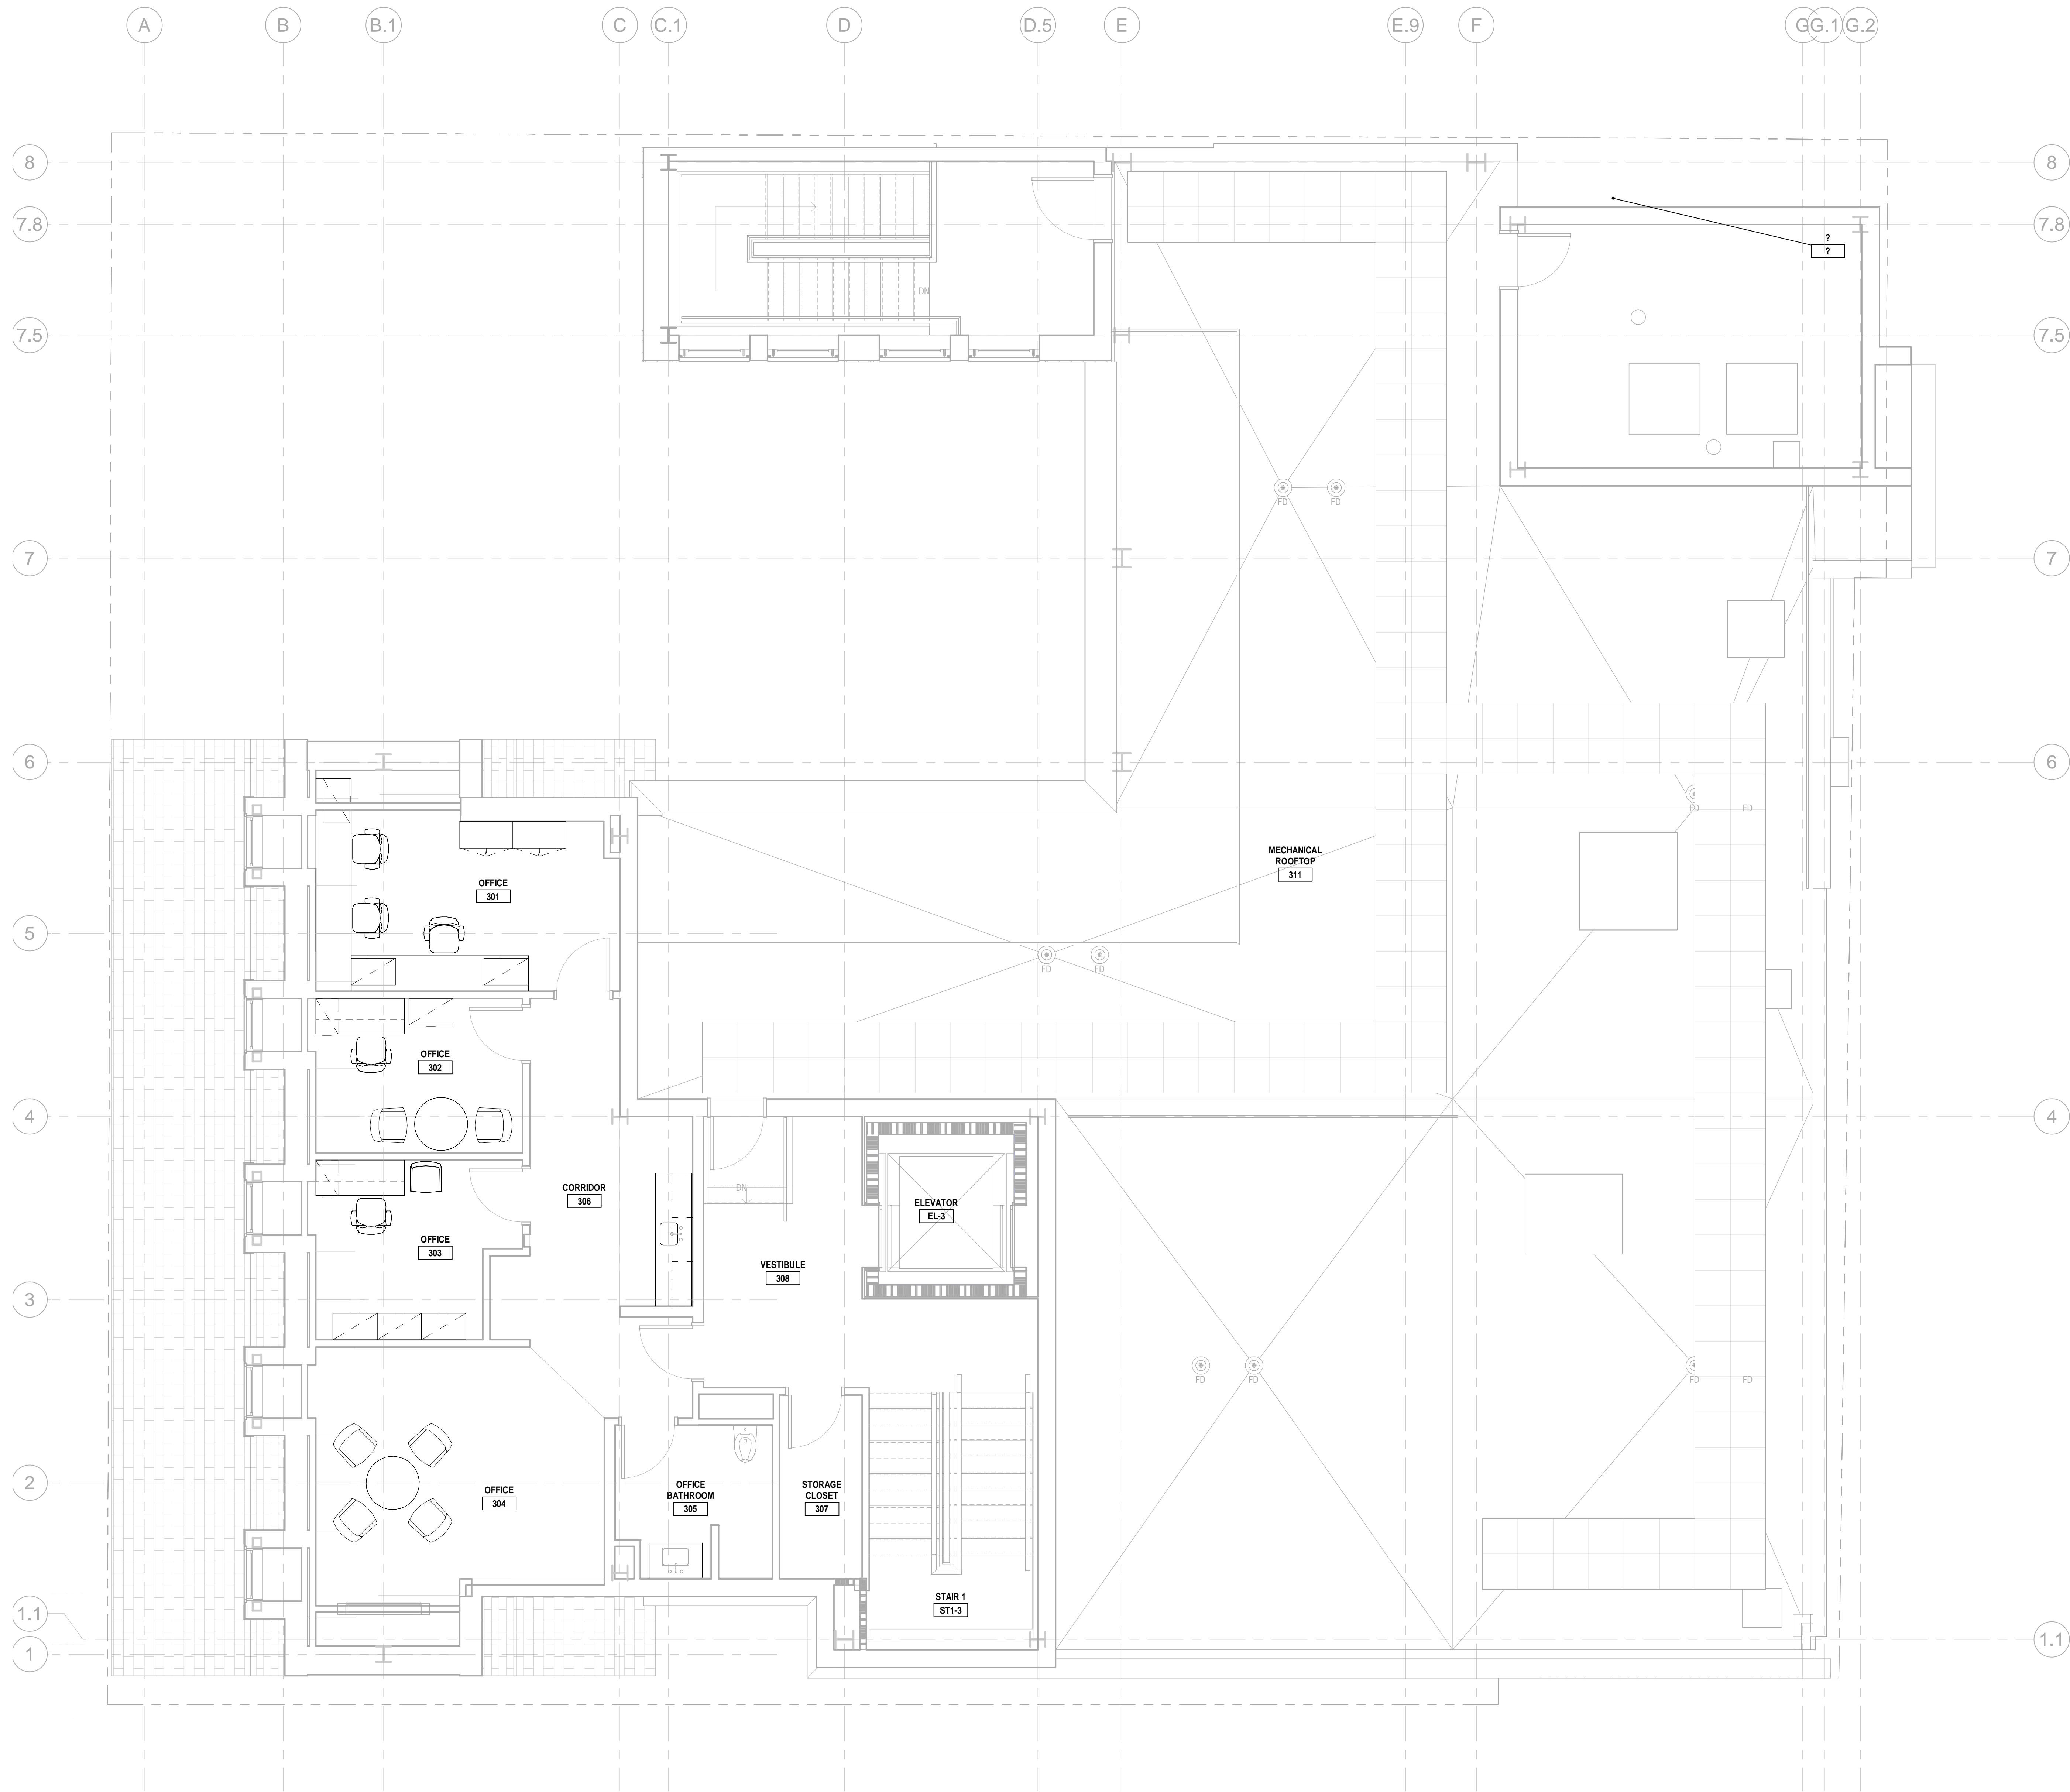 A
B
B.1
C
C.1
D
D.5
E
E.9
F
G
G.1
G.2
8
8
7.8
7.8
?
?
DN
7.5
7.5
FD
FD
7
7
6
6
FD
FD
MECHANICAL
ROOFTOP
311
OFFICE
301
5
FD
FD
OFFICE
302
4
4
DN
CORRIDOR
306
ELEVATOR
EL-3
OFFICE
303
VESTIBULE
308
3
FD
FD
FD
FD
2
OFFICE
304
OFFICE
BATHROOM
305
STORAGE
CLOSET
307
STAIR 1
ST1-3
1.1
1
1.1